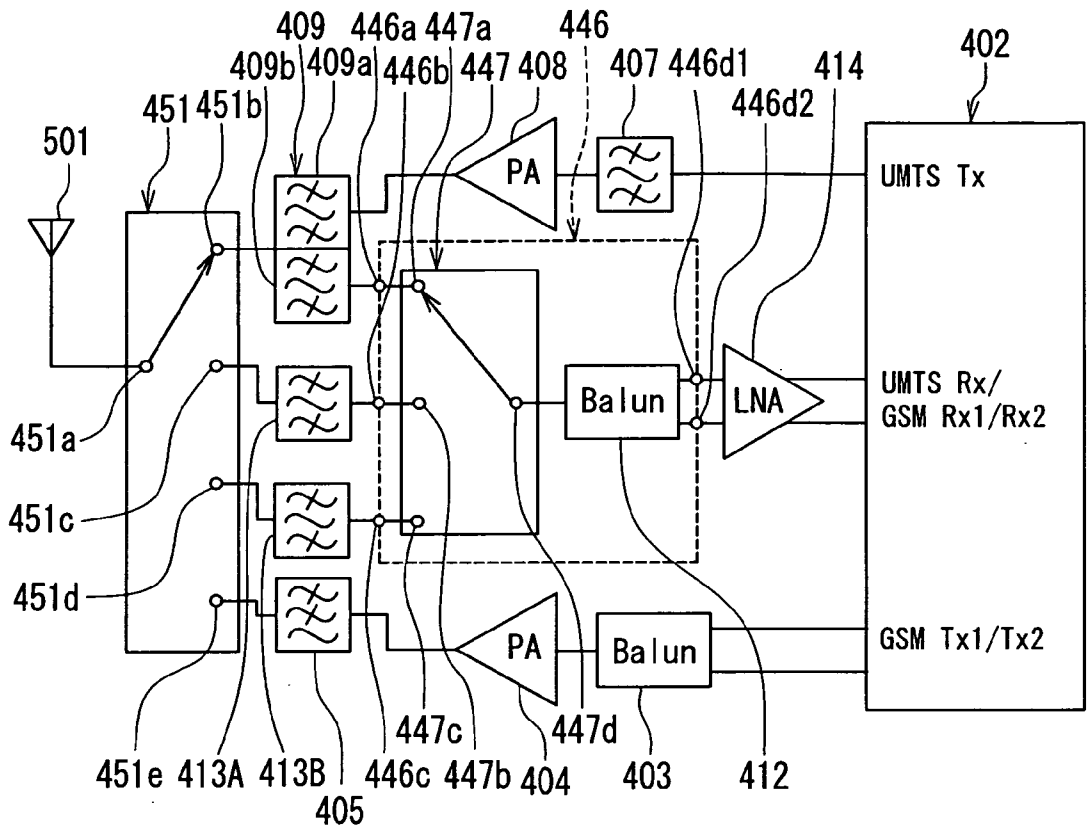 409 446a 447a 446 402
409b 409a 446b 447 408 407 446d1 414
451 451b 446d2
501
PA
UMTS Tx
Balun LNA UMTS Rx/
GSM Rx1/Rx2
451a
451c
451d
PA Balun GSM Tx1/Tx2
447c 447d
451e 413A 413B 446c 447b 404 403 412
405